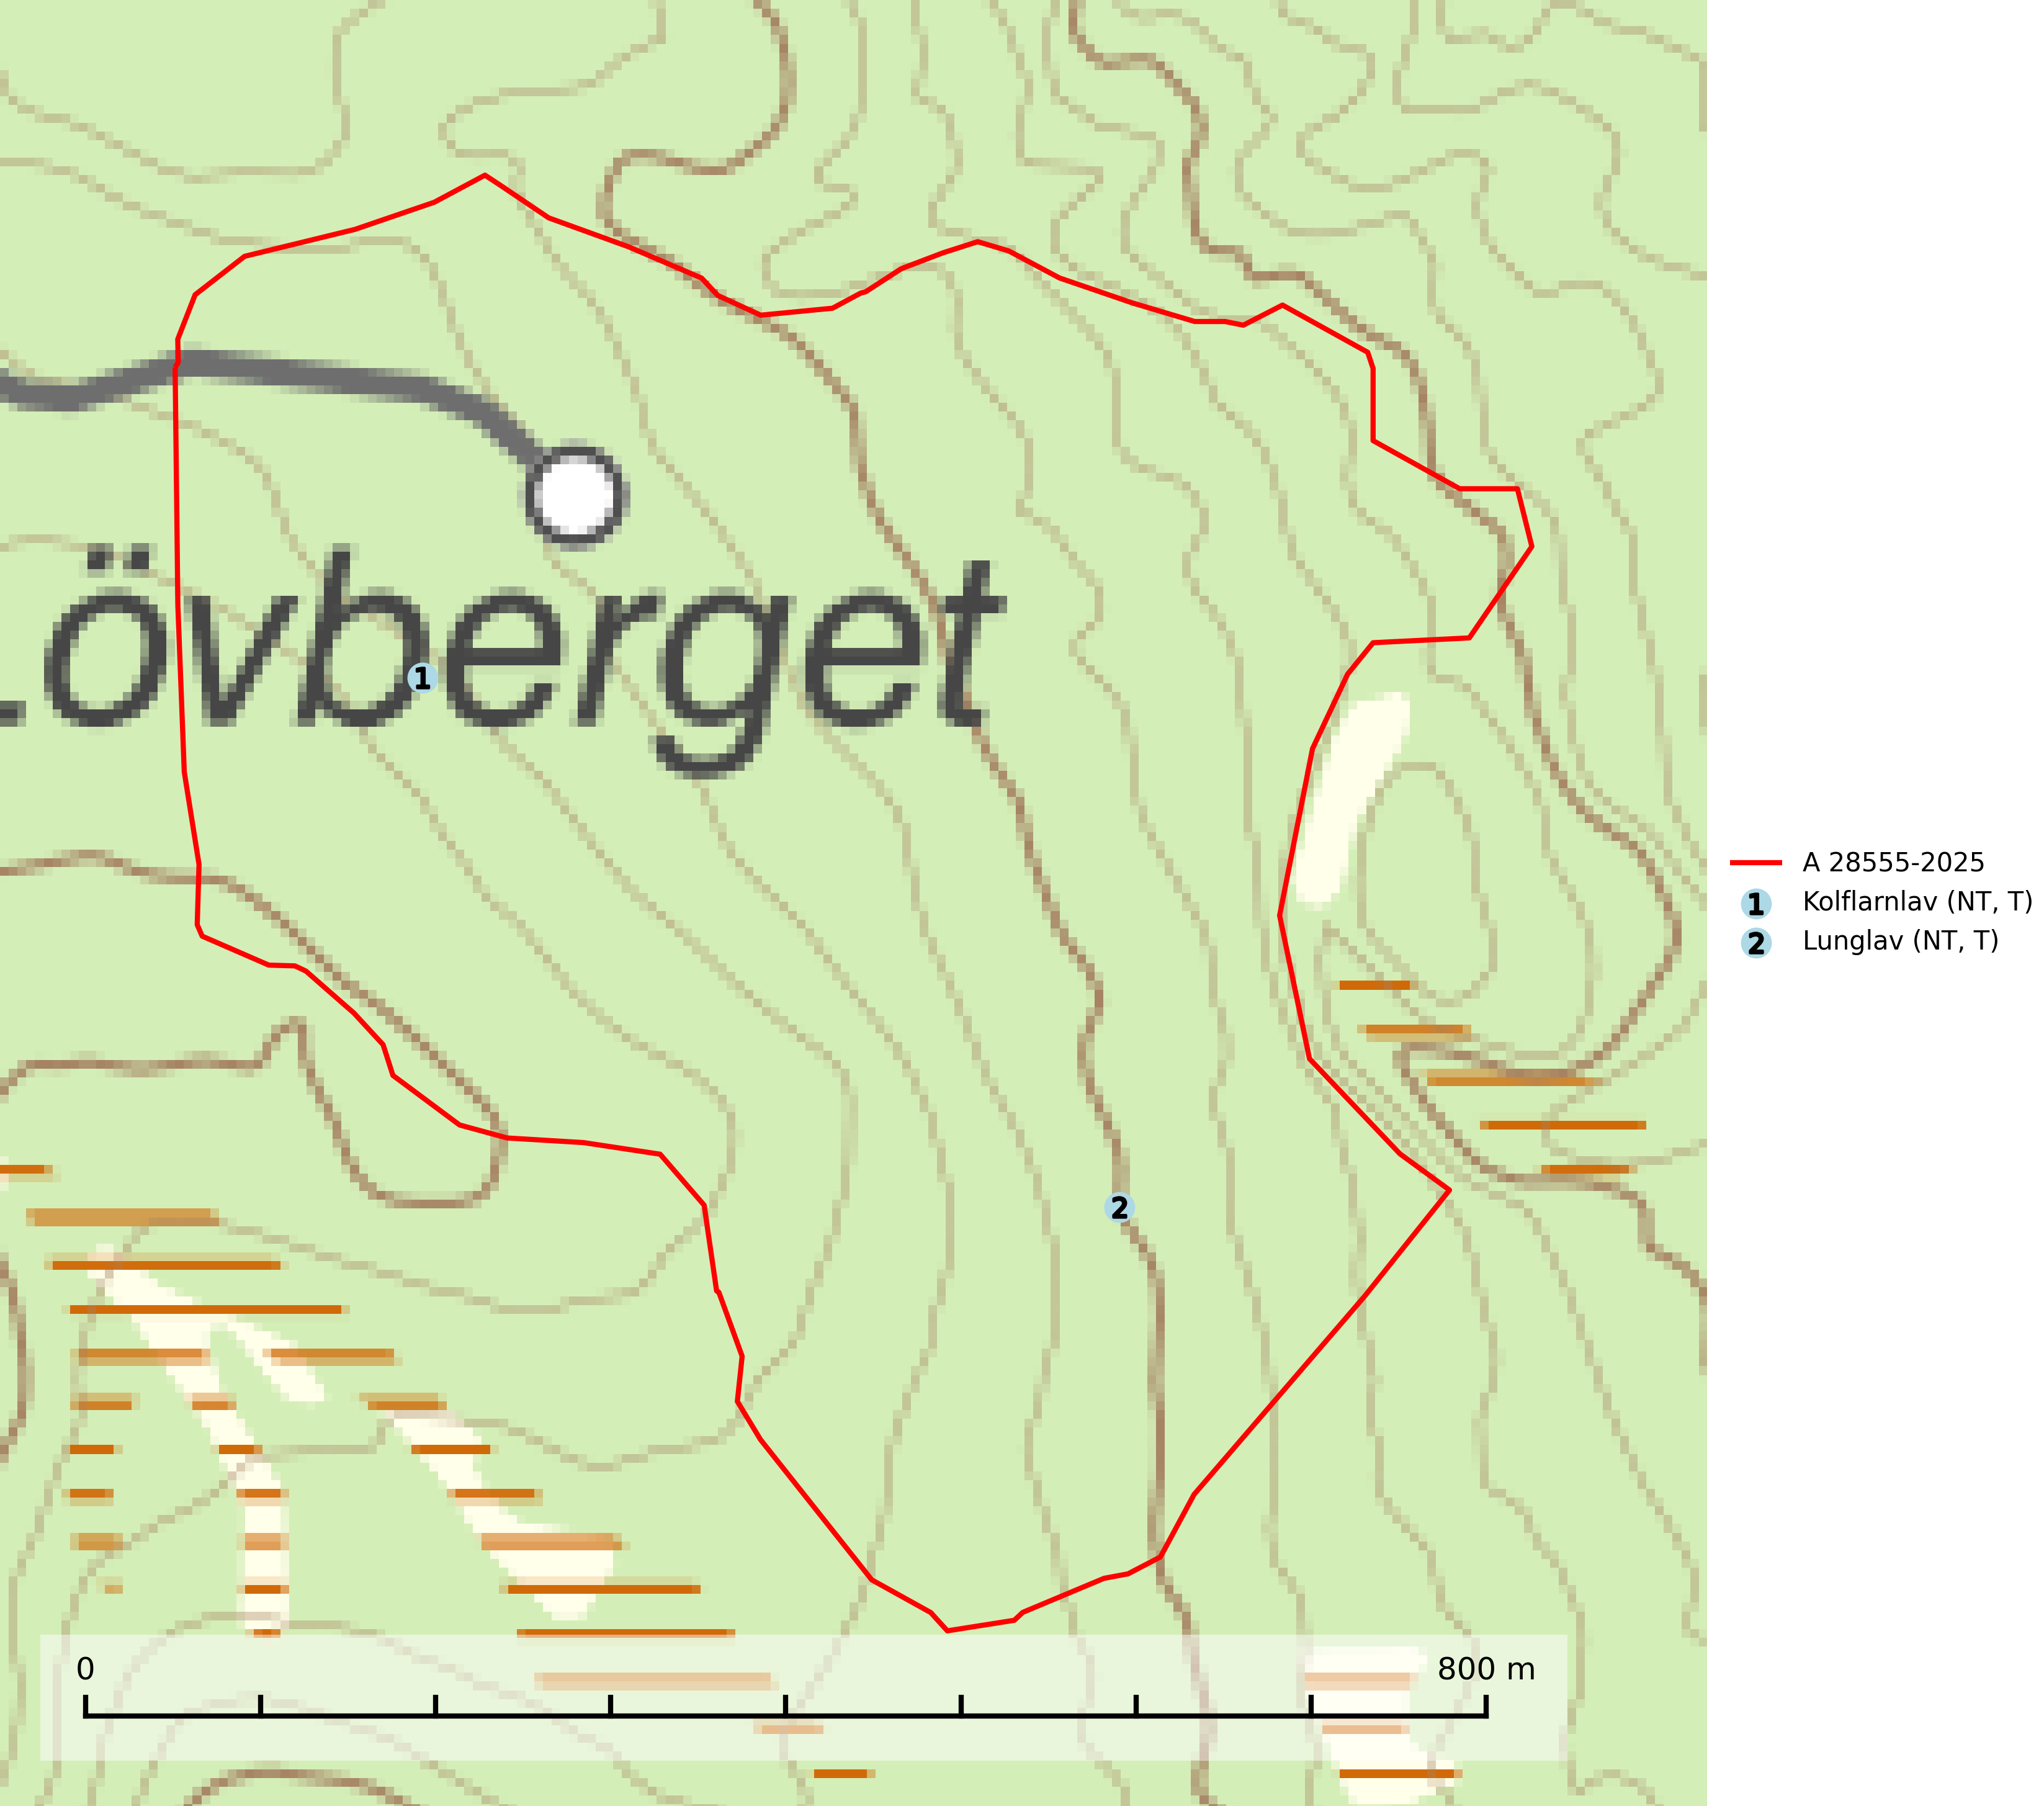 Lövberget
1
2
A 28555-2025
1 Kolflarnlav (NT, T)
2 Lunglav (NT, T)
0 800 m